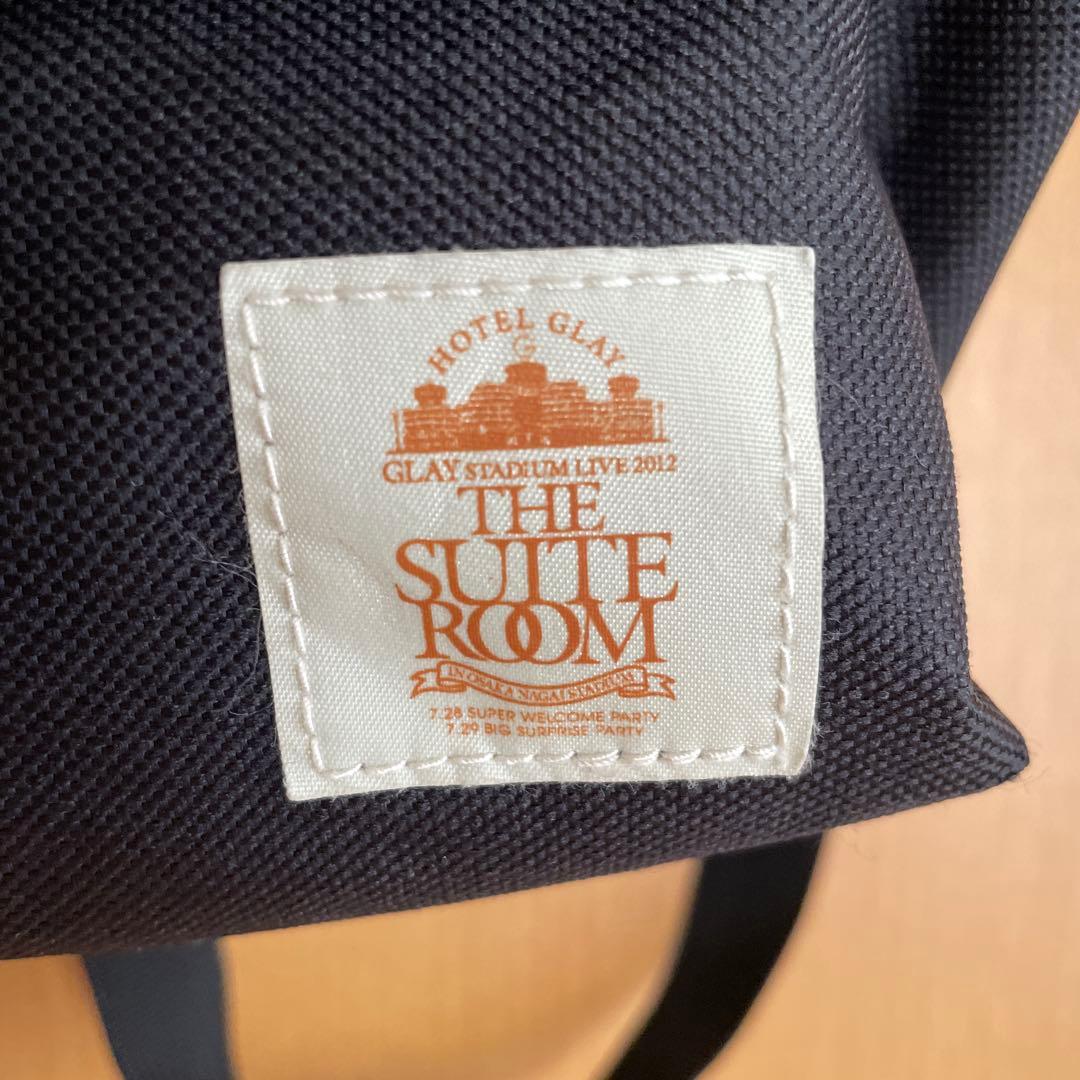 HOTEL GLAY
G
GLAY STADIUM LIVE 2012
THE
SUITE
ROOM
IN OSAKA NAGAI STADIUM
7.28 SUPER WELCOME PARTY
7.29 BIG SURPRISE PARTY